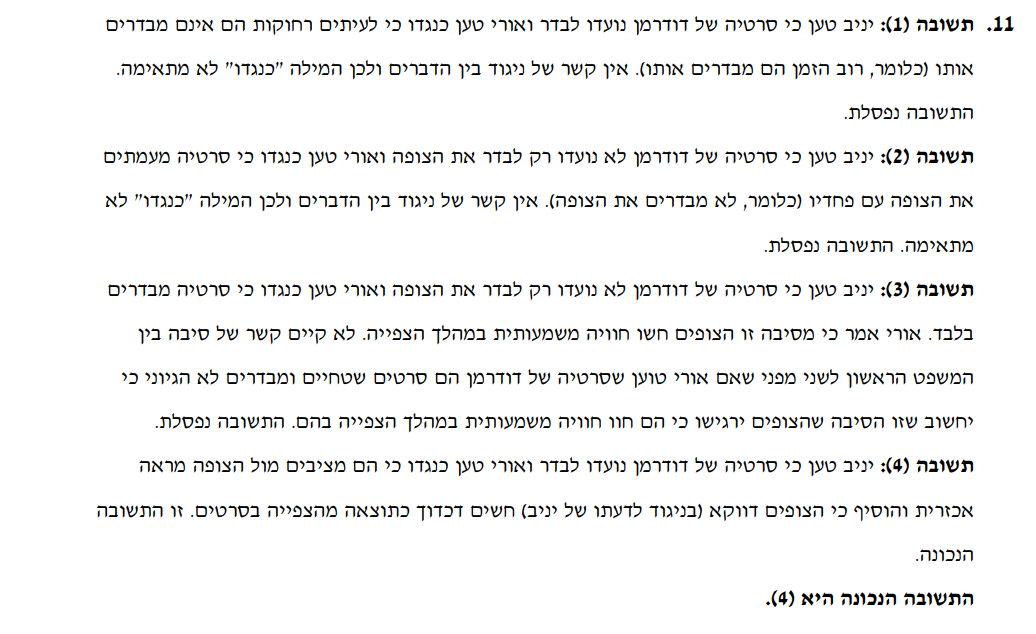 11. תשובה (1): יניב טען כי סרטיה של דודרמן נועדו לבדר ואורי טען כנגדו כי לעיתים רחוקות הם אינם מבדרים
אותו (כלומר, רוב הזמן הם מבדרים אותו). אין קשר של ניגוד בין הדברים ולכן המילה "כנגדו" לא מתאימה.
התשובה נפסלת.
תשובה (2): יניב טען כי סרטיה של דודרמן לא נועדו רק לבדר את הצופה ואורי טען כנגדו כי סרטיה מעמתים
את הצופה עם פחדיו (כלומר, לא מבדרים את הצופה). אין קשר של ניגוד בין הדברים ולכן המילה "כנגדו" לא
מתאימה. התשובה נפסלת.
תשובה (3): יניב טען כי סרטיה של דודרמן לא נועדו רק לבדר את הצופה ואורי טען כנגדו כי סרטיה מבדרים
בלבד. אורי אמר כי מסיבה זו הצופים חשו חוויה משמעותית במהלך הצפייה. לא קיים קשר של סיבה בין
המשפט הראשון לשני מפני שאם אורי טוען שסרטיה של דודרמן הם סרטים שטחיים ומבדרים לא הגיוני כי
יחשוב שזו הסיבה שהצופים ירגישו כי הם חוו חוויה משמעותית במהלך הצפייה בהם. התשובה נפסלת.
תשובה (4): יניב טען כי סרטיה של דודרמן נועדו לבדר ואורי טען כנגדו כי הם מציבים מול הצופה מראה
אכזרית והוסיף כי הצופים דווקא (בניגוד לדעתו של יניב) חשים דכדוך כתוצאה מהצפייה בסרטים. זו התשובה
הנכונה.
התשובה הנכונה היא (4).